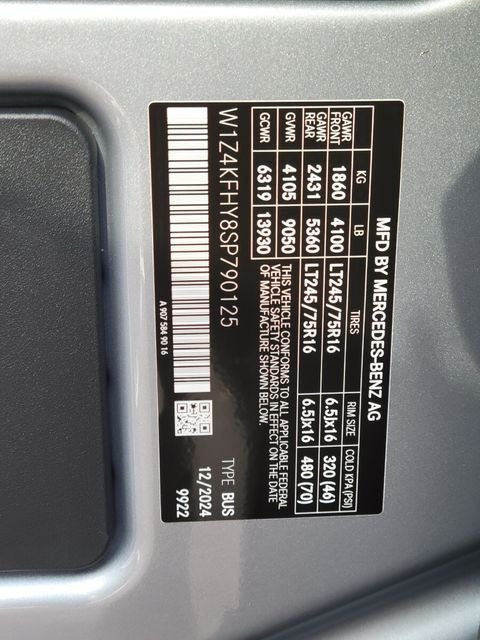 MFD BY MERCEDES-BENZ AG
KG LB TIRES RIM SIZE COLD KPA(PSI)
GAWR FRONT 1860 4100 LT245/75R16 6.5Jx16 320 (46)
GAWR REAR 2431 5360 LT245/75R16 6.5Jx16 480 (70)
GVWR 4105 9050
GCWR 6319 13930
THIS VEHICLE CONFORMS TO ALL APPLICABLE FEDERAL
VEHICLE SAFETY STANDARDS IN EFFECT ON THE DATE
OF MANUFACTURE SHOWN ABOVE.
W1Z4KFHY8SP790125
TYPE BUS
12/2024
9922
A 907 584 90 16